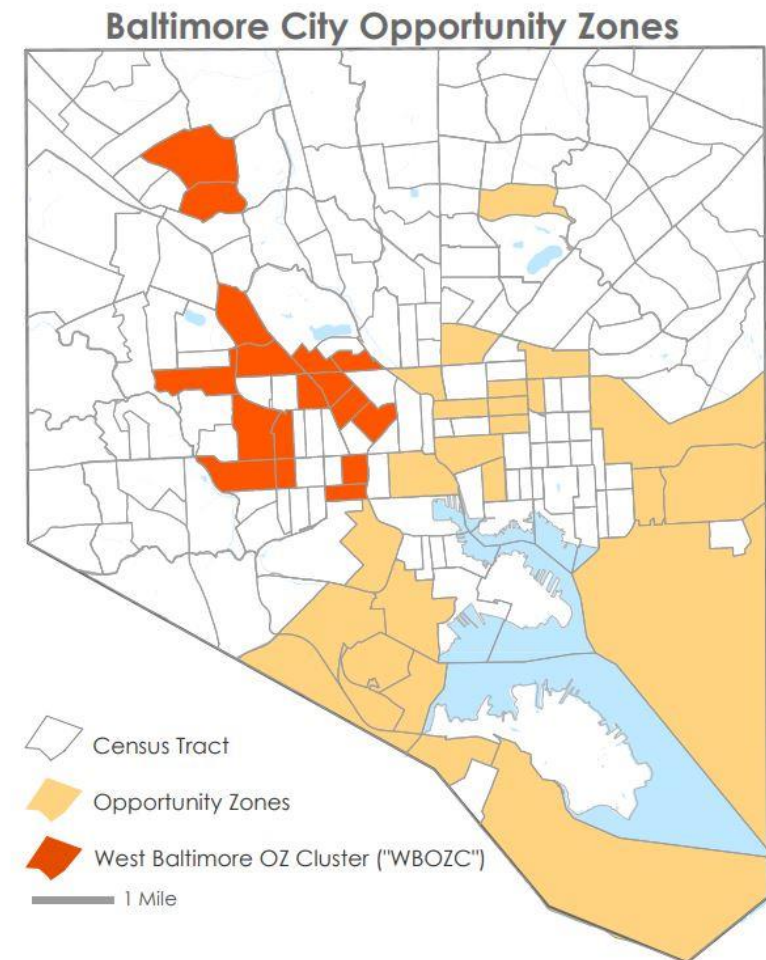 Baltimore City Opportunity Zones
Census Tract
Opportunity Zones
West Baltimore OZ Cluster ("WBOZC")
1 Mile